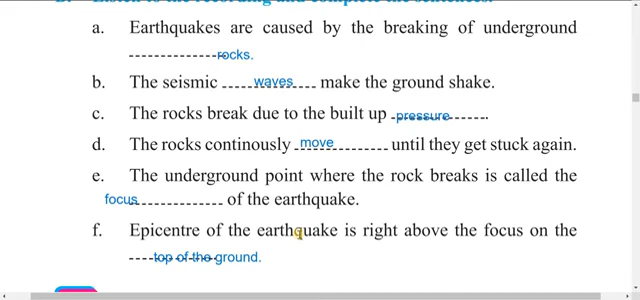 a. Earthquakes are caused by the breaking of underground
---------------rocks.
b. The seismic -----waves---- make the ground shake.
c. The rocks break due to the built up -pressure------.
d. The rocks continously -move--------- until they get stuck again.
e. The underground point where the rock breaks is called the
focus-------------- of the earthquake.
f. Epicentre of the earthquake is right above the focus on the
----top-of-the-ground.